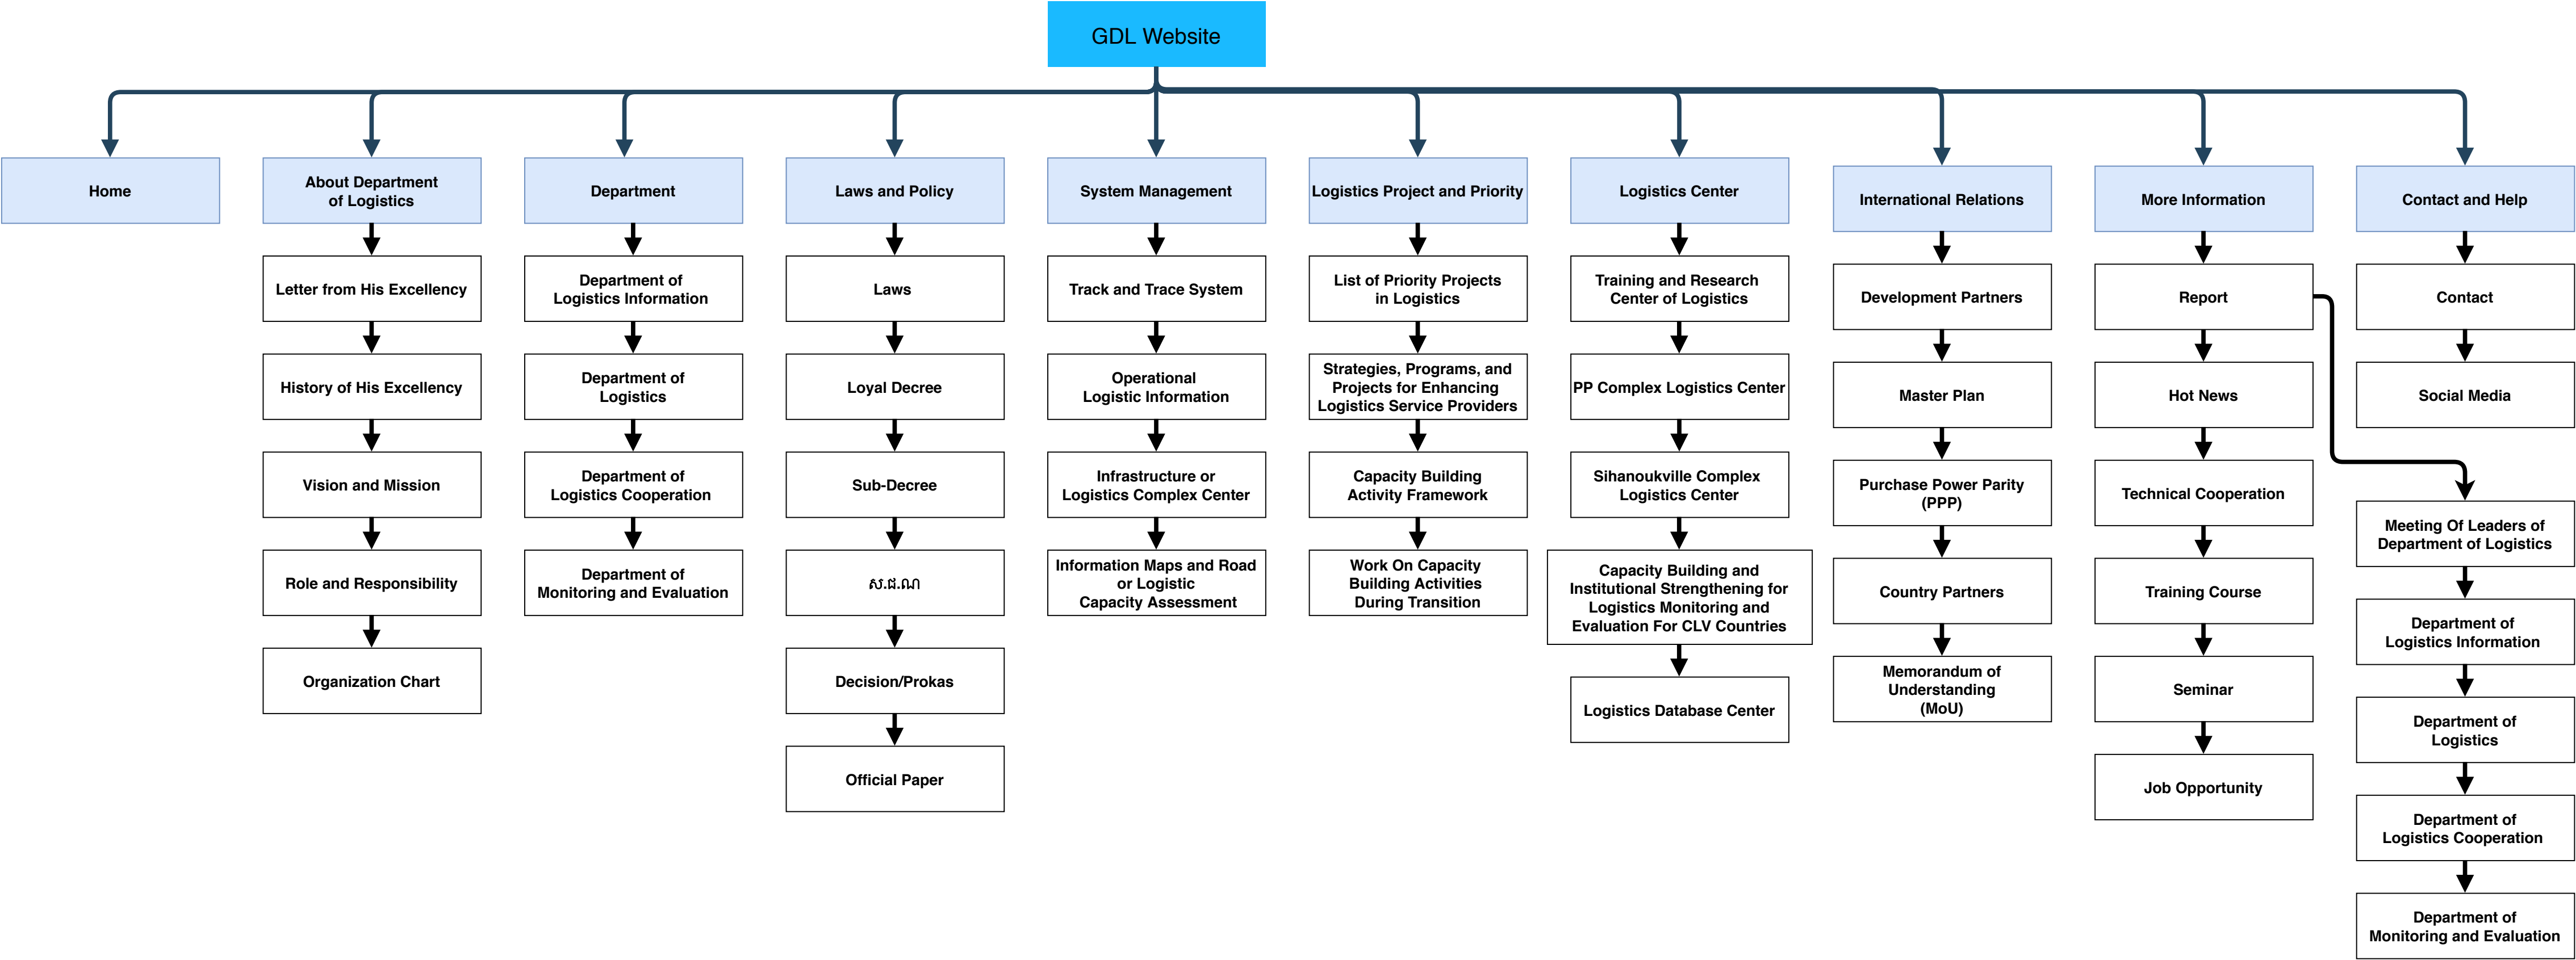 GDL Website
Home
About Department
of Logistics
Letter from His Excellency
History of His Excellency
Vision and Mission
Role and Responsibility
Organization Chart
Department
Department of
Logistics Information
Department of
Logistics
Department of
Logistics Cooperation
Department of
Monitoring and Evaluation
Laws and Policy
Laws
Loyal Decree
Sub-Decree
ស.ជ.ណ
Decision/Prokas
Official Paper
System Management
Track and Trace System
Operational
Logistic Information
Infrastructure or
Logistics Complex Center
Information Maps and Road
or Logistic
Capacity Assessment
Logistics Project and Priority
List of Priority Projects
in Logistics
Strategies, Programs, and
Projects for Enhancing
Logistics Service Providers
Capacity Building
Activity Framework
Work On Capacity
Building Activities
During Transition
Logistics Center
Training and Research
Center of Logistics
PP Complex Logistics Center
Sihanoukville Complex
Logistics Center
Capacity Building and
Institutional Strengthening for
Logistics Monitoring and
Evaluation For CLV Countries
Logistics Database Center
International Relations
Development Partners
Master Plan
Purchase Power Parity
(PPP)
Country Partners
Memorandum of
Understanding
(MoU)
More Information
Report
Hot News
Technical Cooperation
Training Course
Seminar
Job Opportunity
Contact and Help
Contact
Social Media
Meeting Of Leaders of
Department of Logistics
Department of
Logistics Information
Department of
Logistics
Department of
Logistics Cooperation
Department of
Monitoring and Evaluation